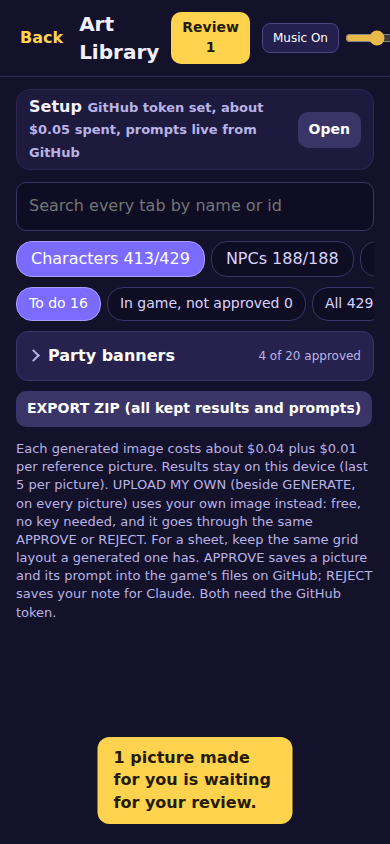 Back
Art
Library
Review
1
Music On
Setup GitHub token set, about
$0.05 spent, prompts live from
GitHub
Open
Search every tab by name or id
Characters 413/429
NPCs 188/188
To do 16
In game, not approved 0
All 429
Party banners
4 of 20 approved
EXPORT ZIP (all kept results and prompts)
Each generated image costs about $0.04 plus $0.01
per reference picture. Results stay on this device (last
5 per picture). UPLOAD MY OWN (beside GENERATE,
on every picture) uses your own image instead: free,
no key needed, and it goes through the same
APPROVE or REJECT. For a sheet, keep the same grid
layout a generated one has. APPROVE saves a picture
and its prompt into the game's files on GitHub; REJECT
saves your note for Claude. Both need the GitHub
token.
1 picture made
for you is waiting
for your review.